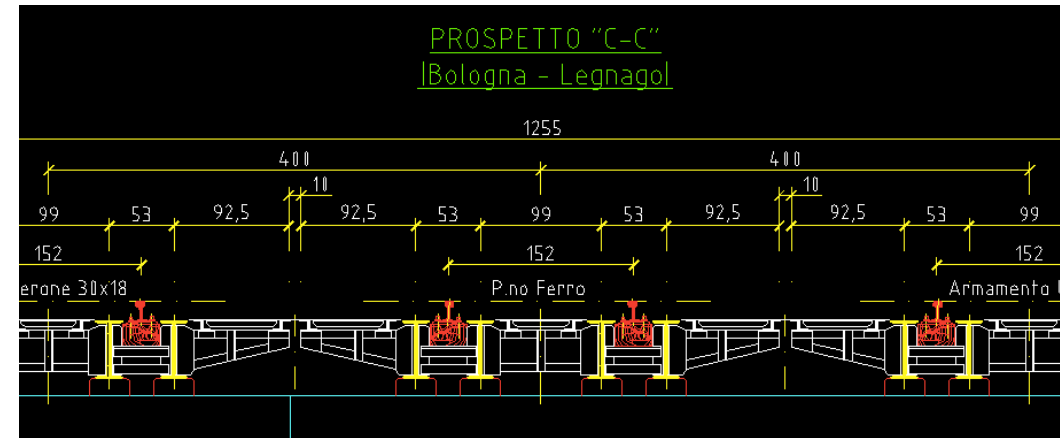 PROSPETTO "C-C"
|Bologna - Legnago|
1255
400 400
10 10
99 53 92,5 92,5 53 99 53 92,5 92,5 53 99
152 152 152
erone 30x18 P.no Ferro Armamento